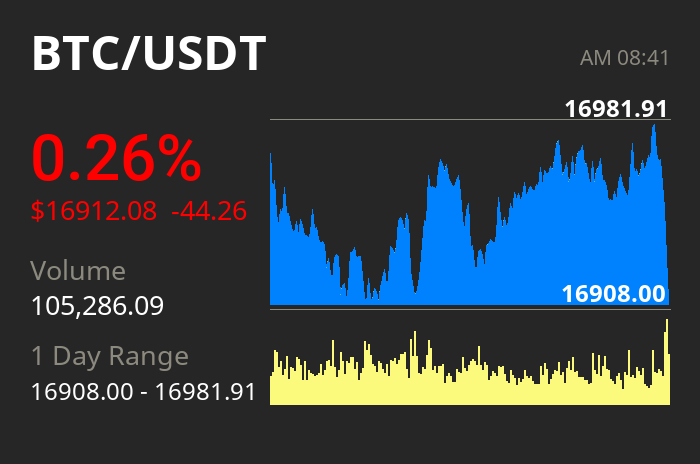 BTC/USDT
AM 08:41
16981.91
0.26%
$16912.08 -44.26
Volume
105,286.09
16908.00
1 Day Range
16908.00 - 16981.91